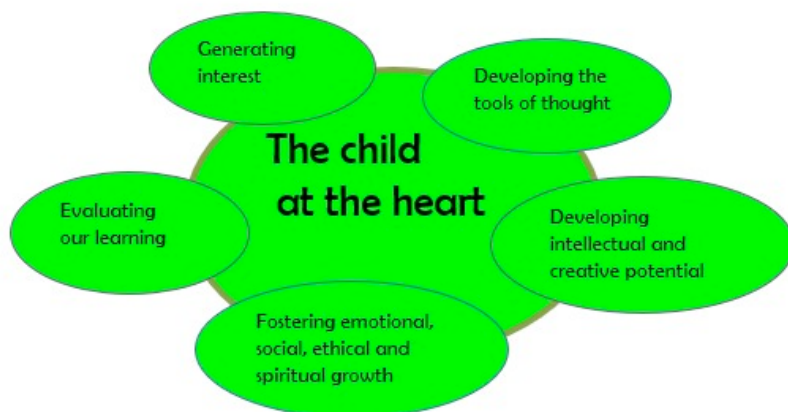 Generating
interest
Developing the
tools of thought
The child
at the heart
Evaluating
our learning
Developing
intellectual and
creative potential
Fostering emotional,
social, ethical and
spiritual growth